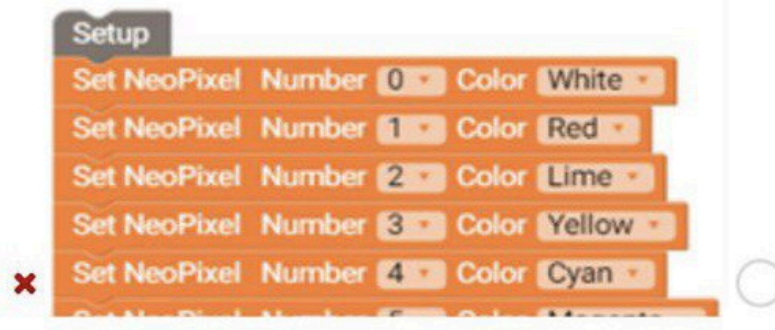 Setup
Set NeoPixel Number 0 Color White
Set NeoPixel Number 1 Color Red
Set NeoPixel Number 2 Color Lime
Set NeoPixel Number 3 Color Yellow
Set NeoPixel Number 4 Color Cyan